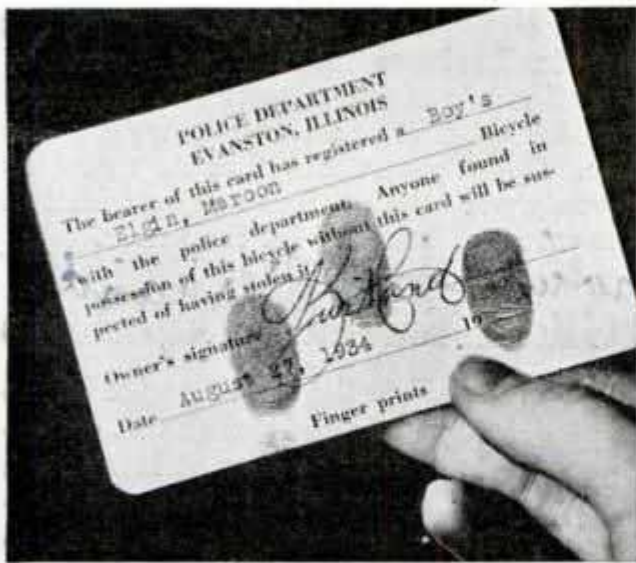 POLICE DEPARTMENT
EVANSTON, ILLINOIS
The bearer of this card has registered a Boy's
Elgin, Maroon Bicycle
with the police department. Anyone found in
possession of this bicycle without this card will be sus-
pected of having stolen it.
Owner's signature
Date August 27, 1934 19
Finger prints